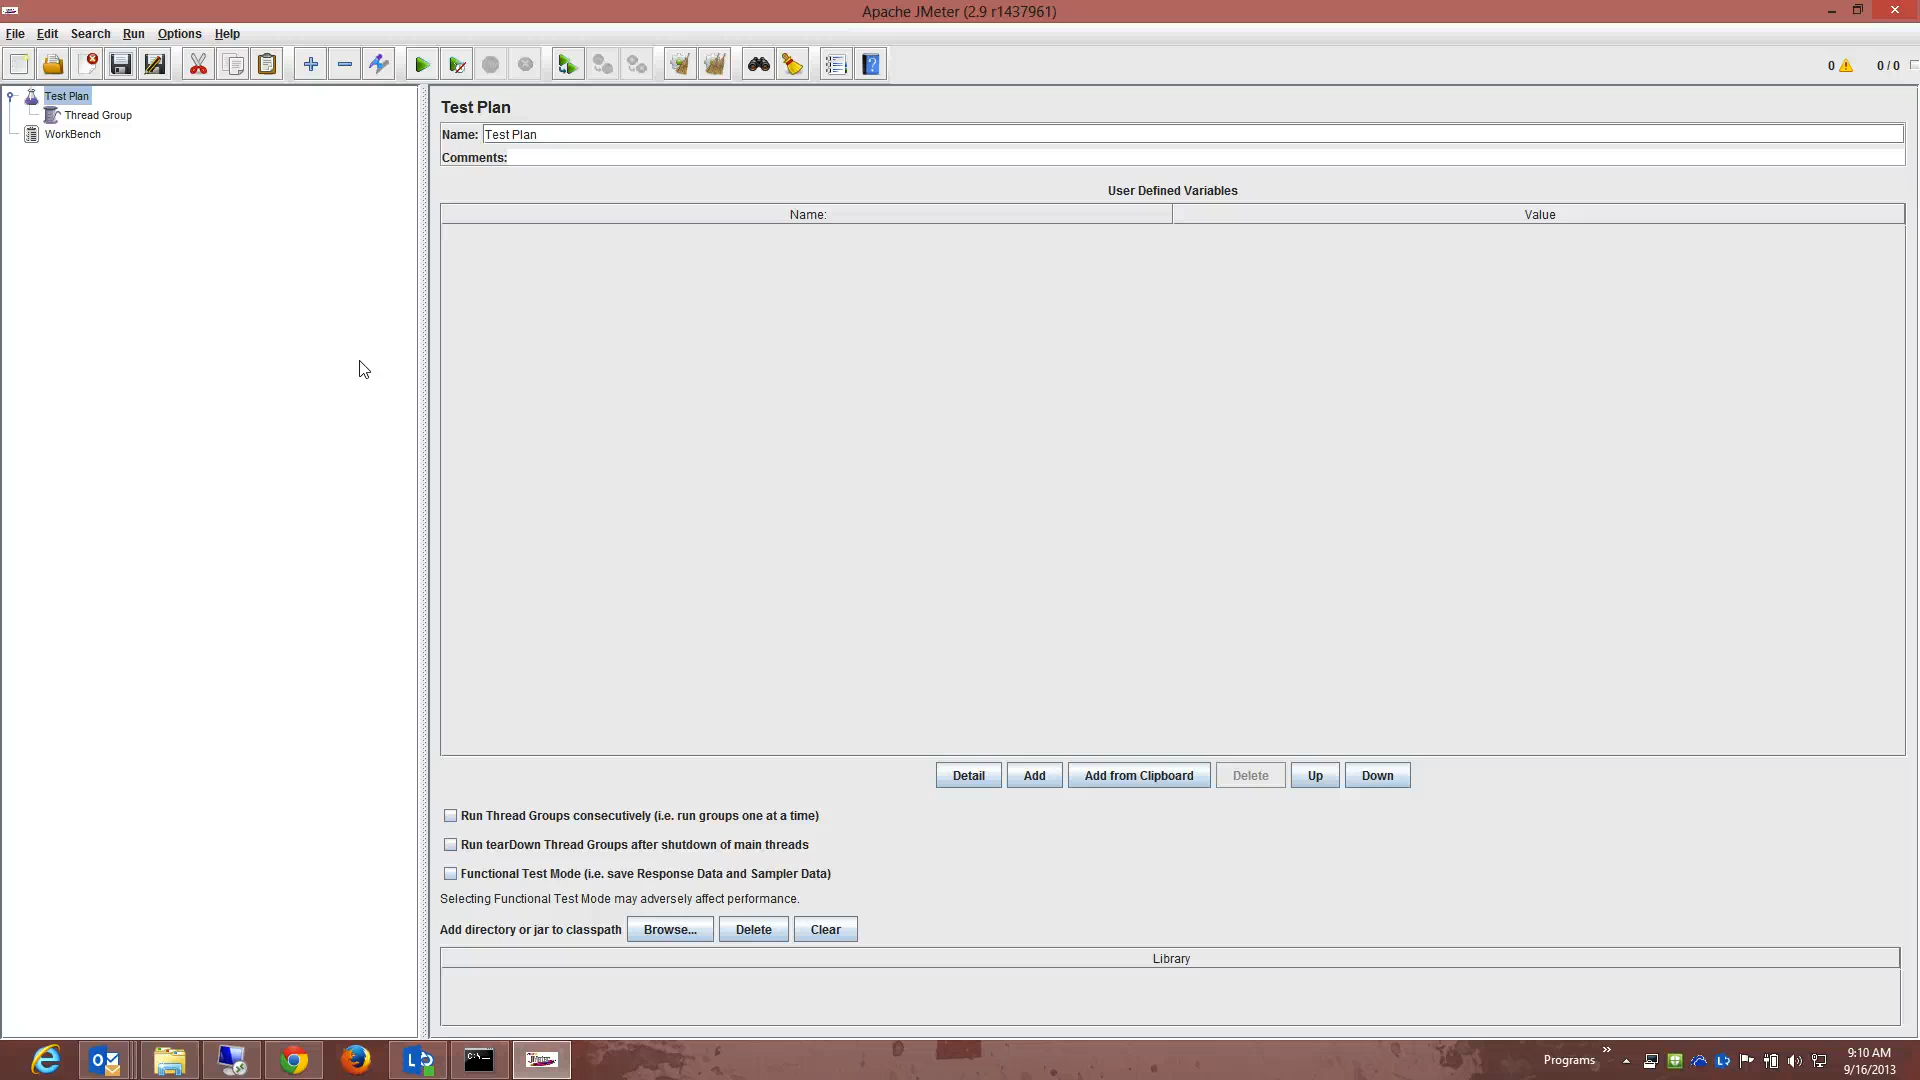 Apache JMeter (2.9 r1437961)
File Edit Search Run Options Help
0 0 / 0
Test Plan
Thread Group
WorkBench
Test Plan
Name: Test Plan
Comments:
User Defined Variables
Name: Value
Detail Add Add from Clipboard Delete Up Down
Run Thread Groups consecutively (i.e. run groups one at a time)
Run tearDown Thread Groups after shutdown of main threads
Functional Test Mode (i.e. save Response Data and Sampler Data)
Selecting Functional Test Mode may adversely affect performance.
Add directory or jar to classpath Browse... Delete Clear
Library
Programs
9:10 AM
9/16/2013